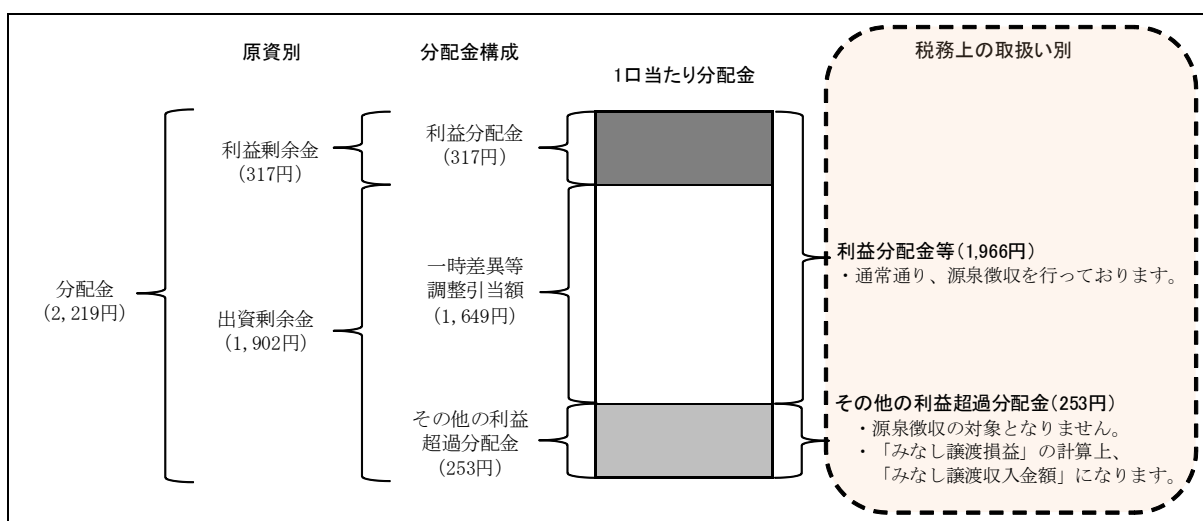 原資別
分配金構成
1口当たり分配金
税務上の取扱い別
分配金
(2,219円)
利益剰余金
(317円)
出資剰余金
(1,902円)
利益分配金
(317円)
一時差異等
調整引当額
(1,649円)
その他の利益
超過分配金
(253円)
利益分配金等(1,966円)
・通常通り、源泉徴収を行っております。
その他の利益超過分配金(253円)
・源泉徴収の対象となりません。
・「みなし譲渡損益」の計算上、
「みなし譲渡収入金額」になります。